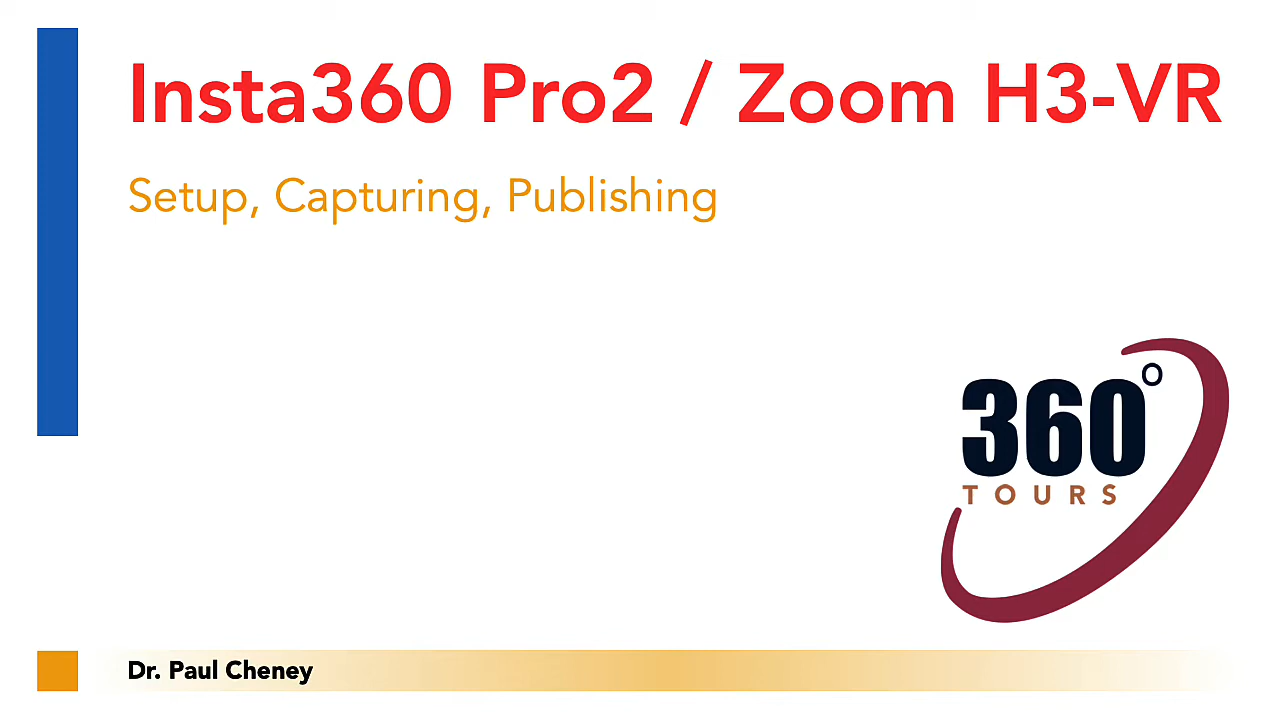 Insta360 Pro2 / Zoom H3-VR
Setup, Capturing, Publishing
360°
TOURS
Dr. Paul Cheney